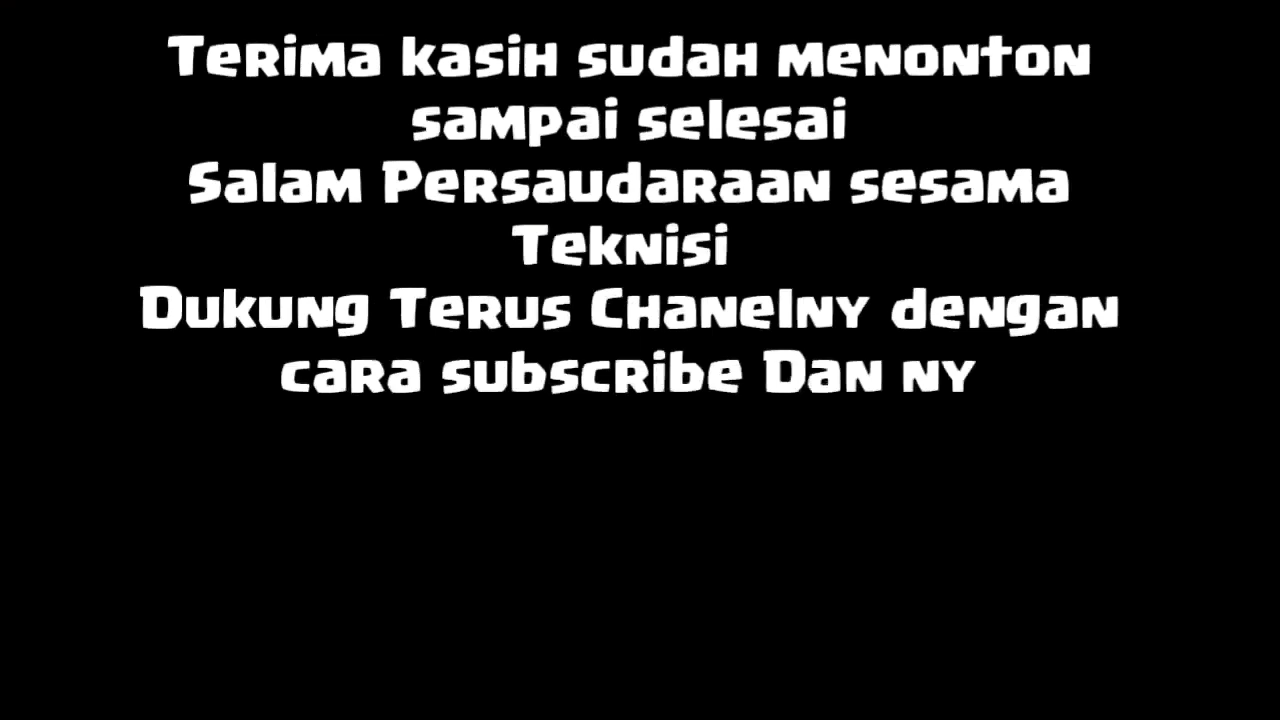 Terima kasih sudah menonton
sampai selesai
Salam Persaudaraan sesama
Teknisi
Dukung Terus Chanelny dengan
cara subscribe Dan ny